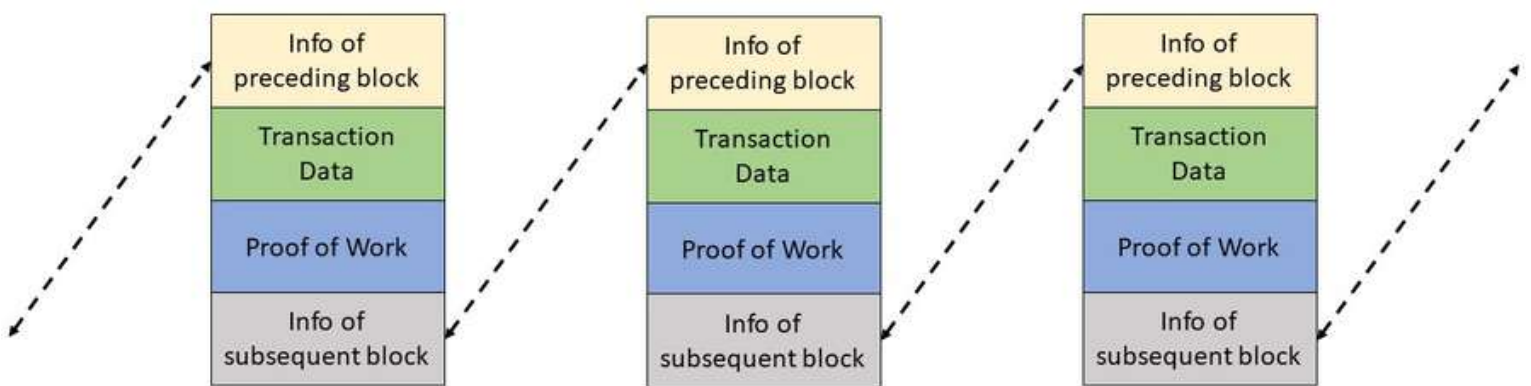 Info of
preceding block
Transaction
Data
Proof of Work
Info of
subsequent block
Info of
preceding block
Transaction
Data
Proof of Work
Info of
subsequent block
Info of
preceding block
Transaction
Data
Proof of Work
Info of
subsequent block